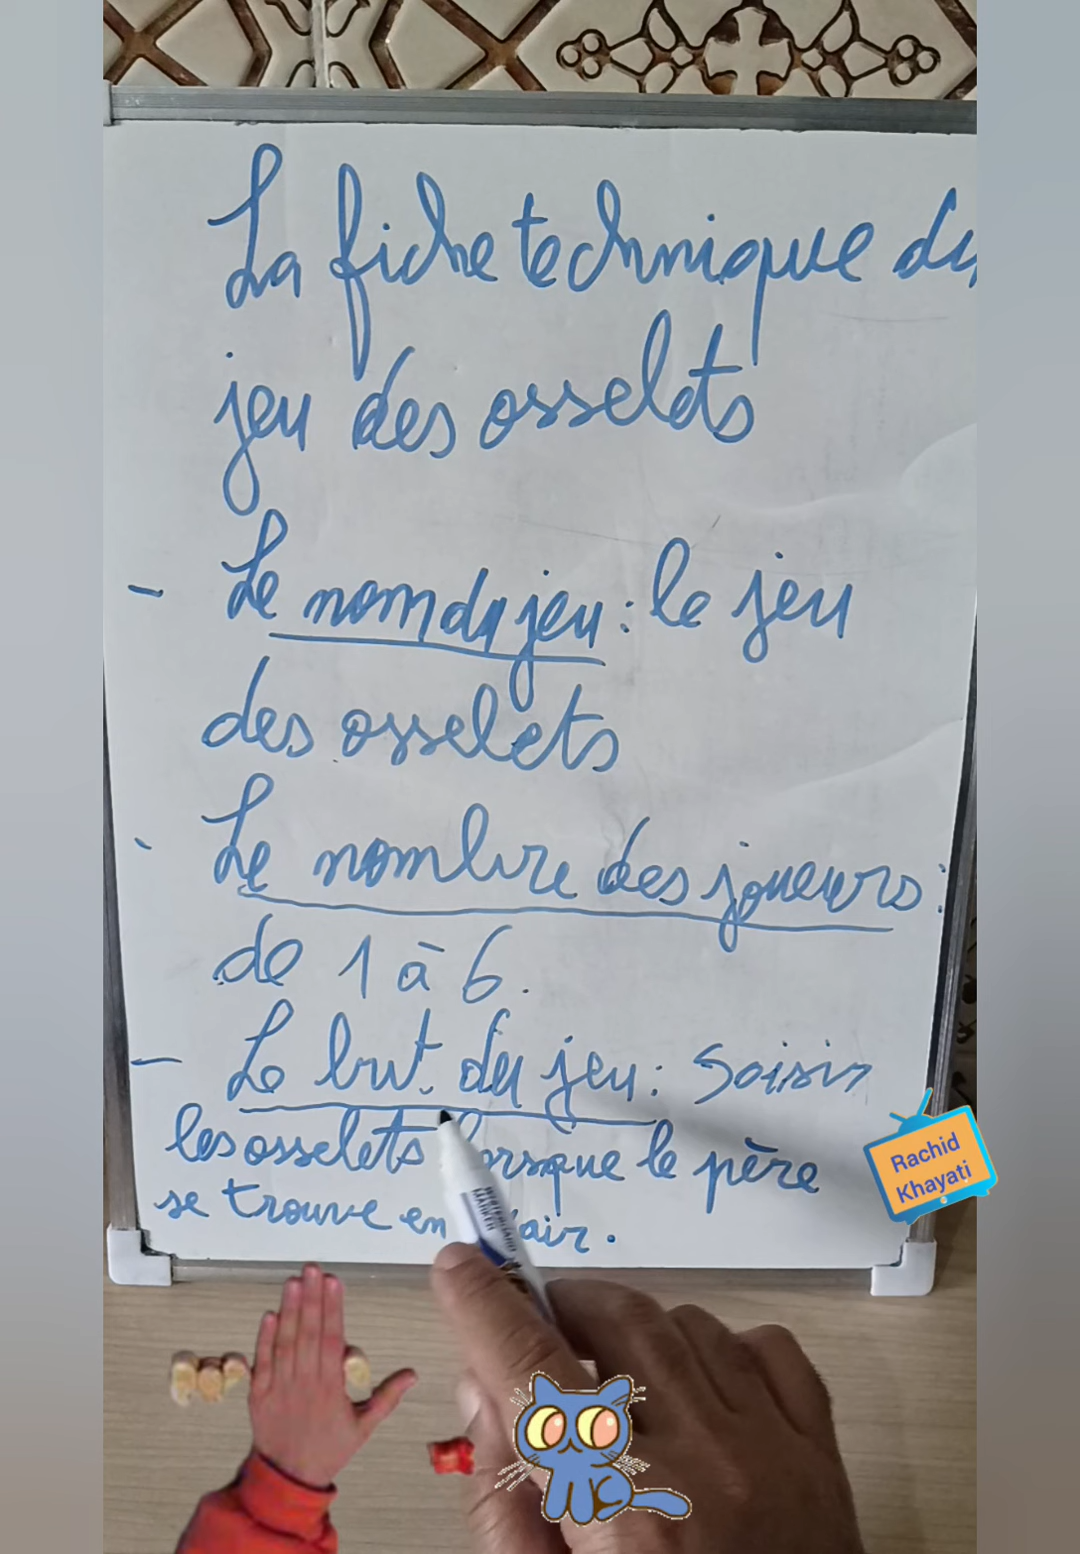 La fiche technique du
jeu des osselets
- Le nom du jeu : le jeu
des osselets
- Le nombre des joueurs :
de 1 à 6.
- Le but du jeu : Saisir
les osselets lorsque le père
se trouve en l'air.
Rachid
Khayati